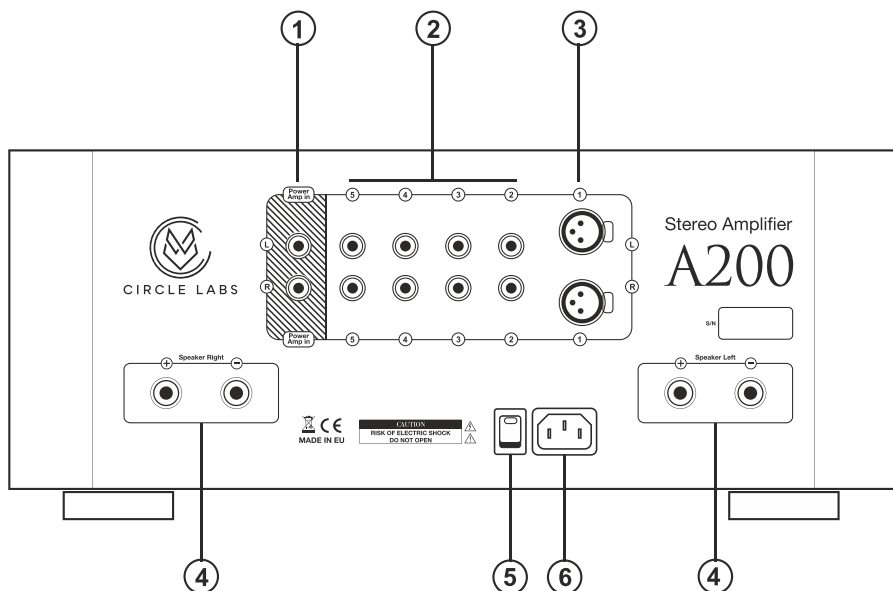 1 2 3
Power
Amp in
5 4 3 2 1
L L
R R
Power
Amp in
5 4 3 2 1
CIRCLE LABS
Stereo Amplifier
A200
S/N
+ Speaker Right −
+ Speaker Left −
CE
MADE IN EU
CAUTION
RISK OF ELECTRIC SHOCK
DO NOT OPEN
4 5 6 4